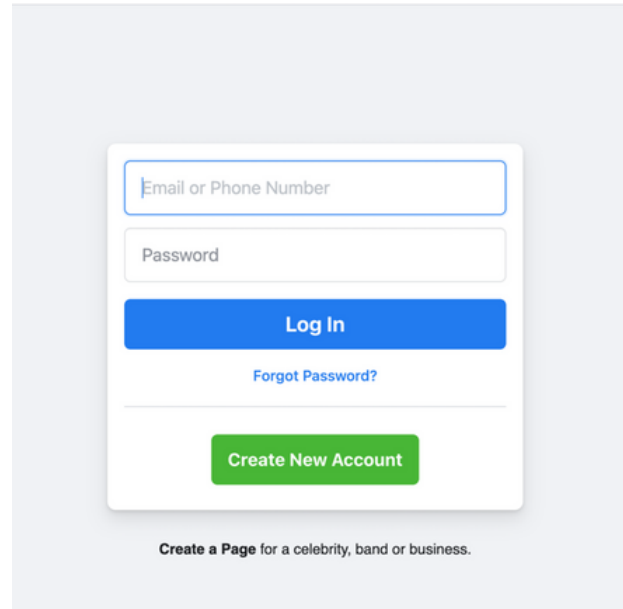 Email or Phone Number
Password
Log In
Forgot Password?
Create New Account
Create a Page for a celebrity, band or business.